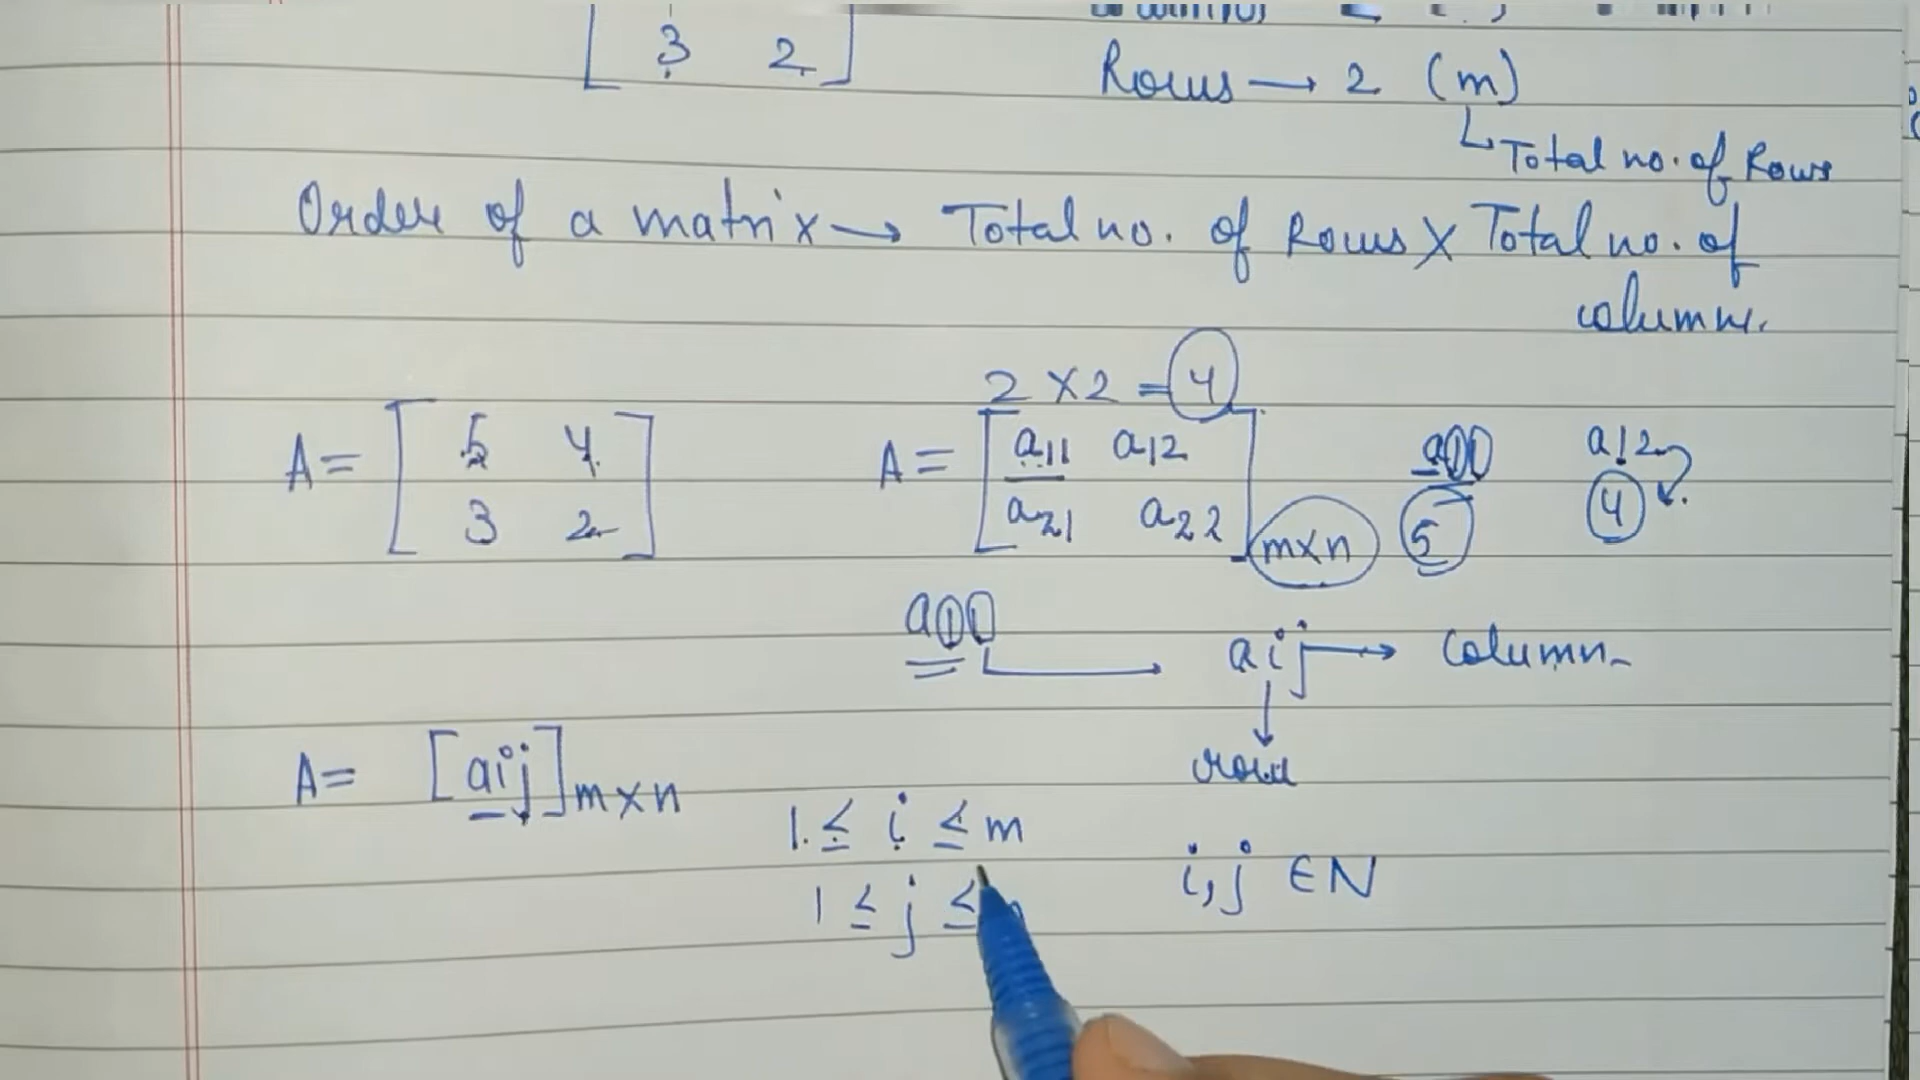 3 2
Rows → 2 (m)
↳ Total no. of Rows
Order of a matrix → Total no. of Rows X Total no. of
column.
2 X 2 = 4
A = [ 5 4
3 2 ]
A = [ a11 a12
a21 a22 ] mxn
a11
5
a12
4
a11 → aij → Column
row
A = [aij] mxn
1 ≤ i ≤ m
1 ≤ j ≤
i, j ∈ N